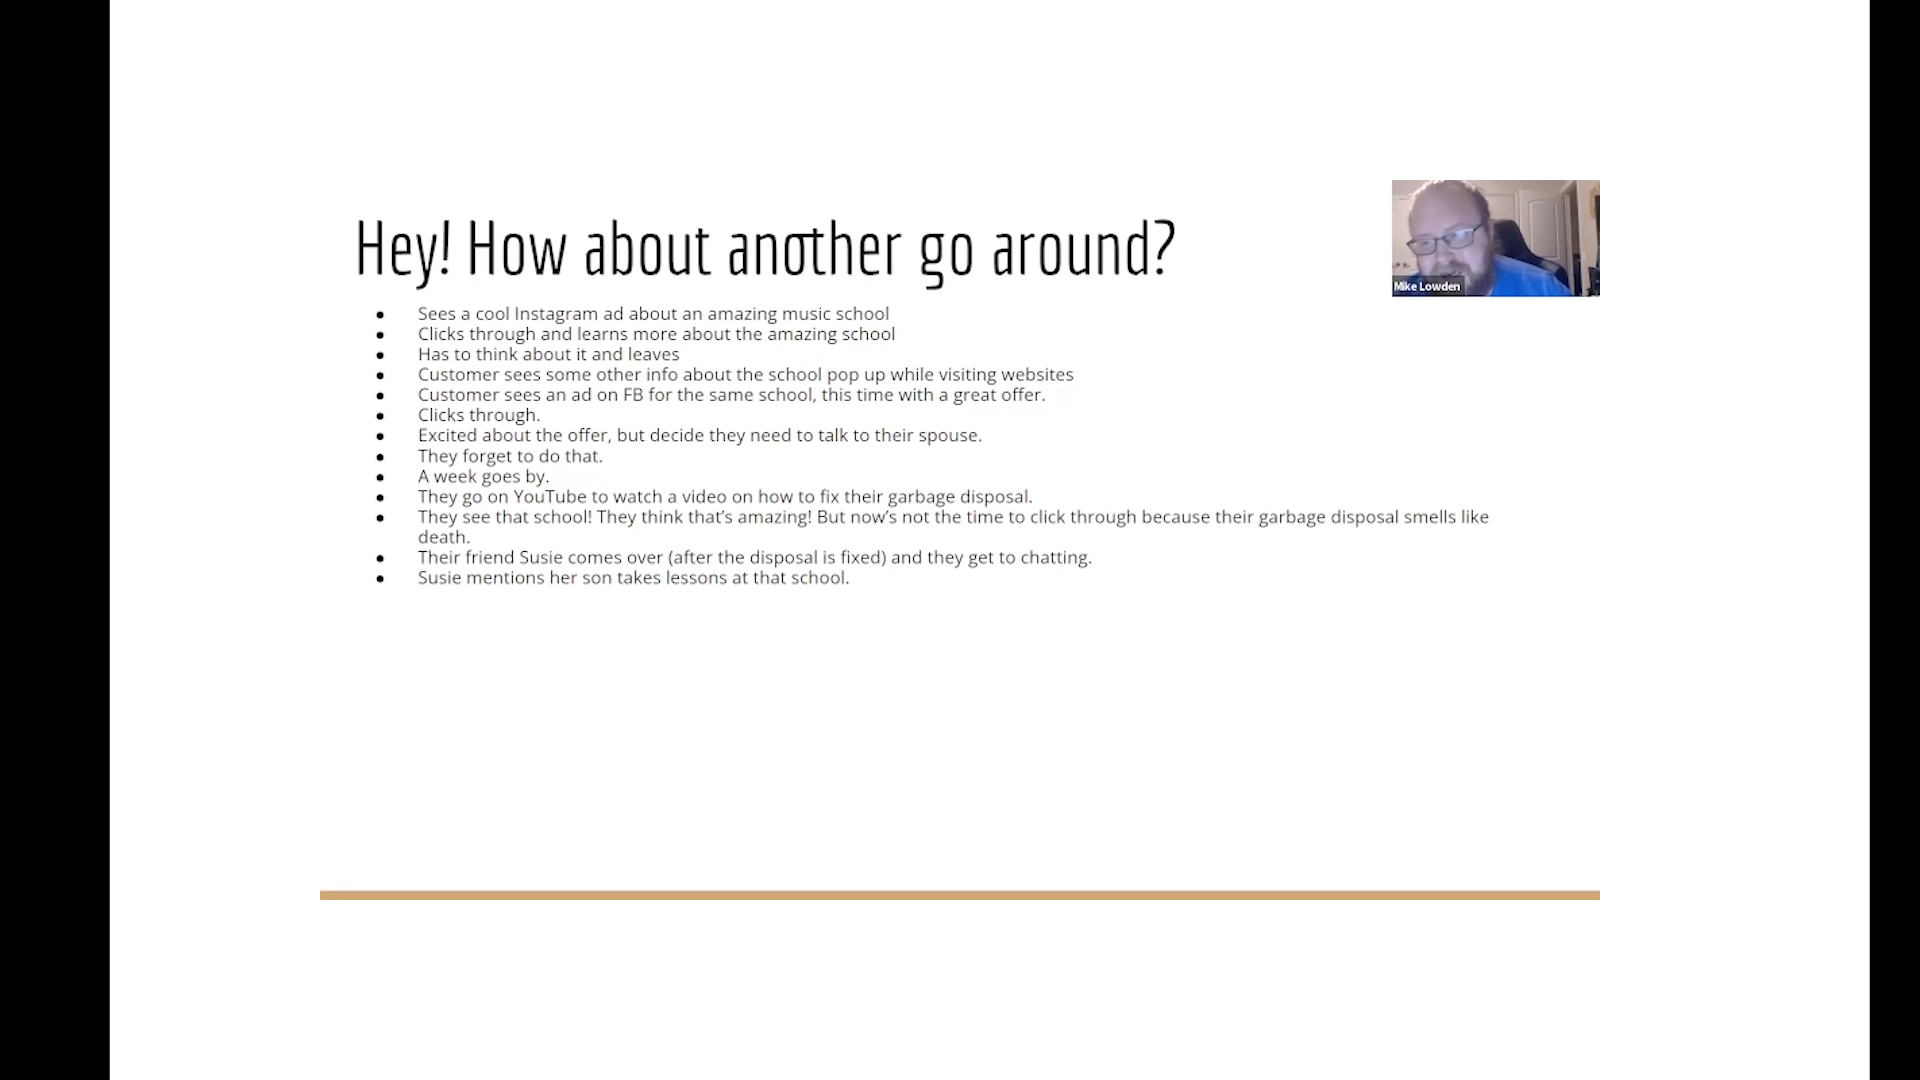 Hey! How about another go around?
Mike Lowden
• Sees a cool Instagram ad about an amazing music school
• Clicks through and learns more about the amazing school
• Has to think about it and leaves
• Customer sees some other info about the school pop up while visiting websites
• Customer sees an ad on FB for the same school, this time with a great offer.
• Clicks through.
• Excited about the offer, but decide they need to talk to their spouse.
• They forget to do that.
• A week goes by.
• They go on YouTube to watch a video on how to fix their garbage disposal.
• They see that school! They think that’s amazing! But now’s not the time to click through because their garbage disposal smells like
death.
• Their friend Susie comes over (after the disposal is fixed) and they get to chatting.
• Susie mentions her son takes lessons at that school.